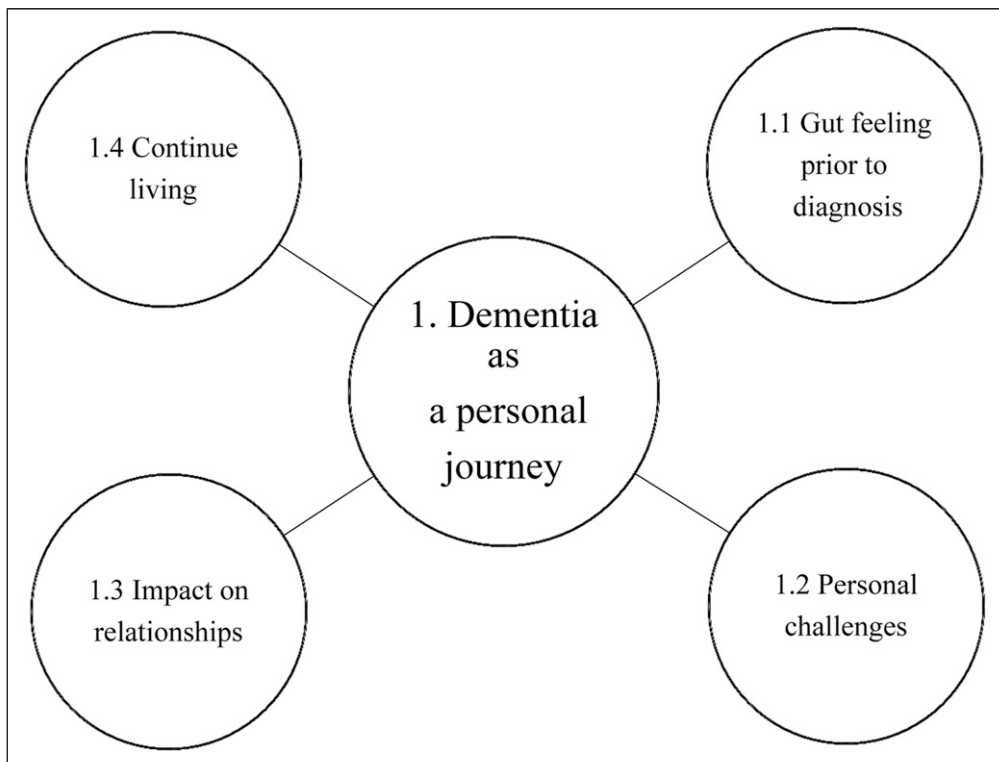 1.4 Continue
living
1.1 Gut feeling
prior to
diagnosis
1. Dementia
as
a personal
journey
1.3 Impact on
relationships
1.2 Personal
challenges